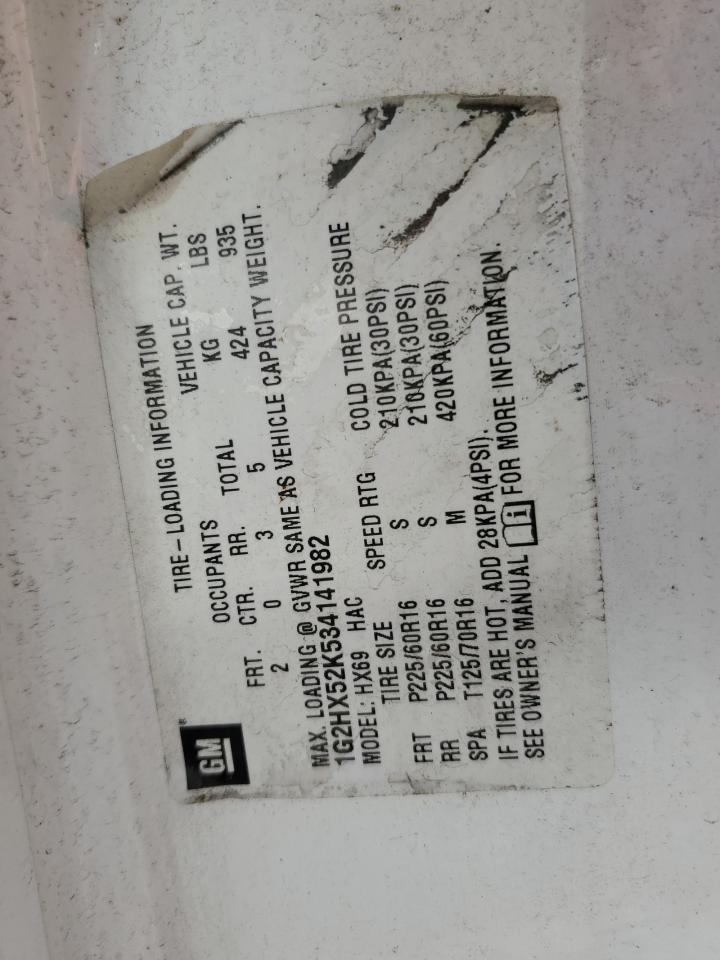 GM
TIRE-LOADING INFORMATION
OCCUPANTS VEHICLE CAP. WT.
FRT. CTR. RR. TOTAL KG LBS
2 0 3 5 424 935
MAX. LOADING @ GVWR SAME AS VEHICLE CAPACITY WEIGHT.
1G2HX52K534141982
MODEL: HX69 HAC
TIRE SIZE SPEED RTG COLD TIRE PRESSURE
FRT P225/60R16 S 210KPA(30PSI)
RR P225/60R16 S 210KPA(30PSI)
SPA T125/70R16 M 420KPA(60PSI)
IF TIRES ARE HOT, ADD 28KPA(4PSI).
SEE OWNER'S MANUAL i FOR MORE INFORMATION.